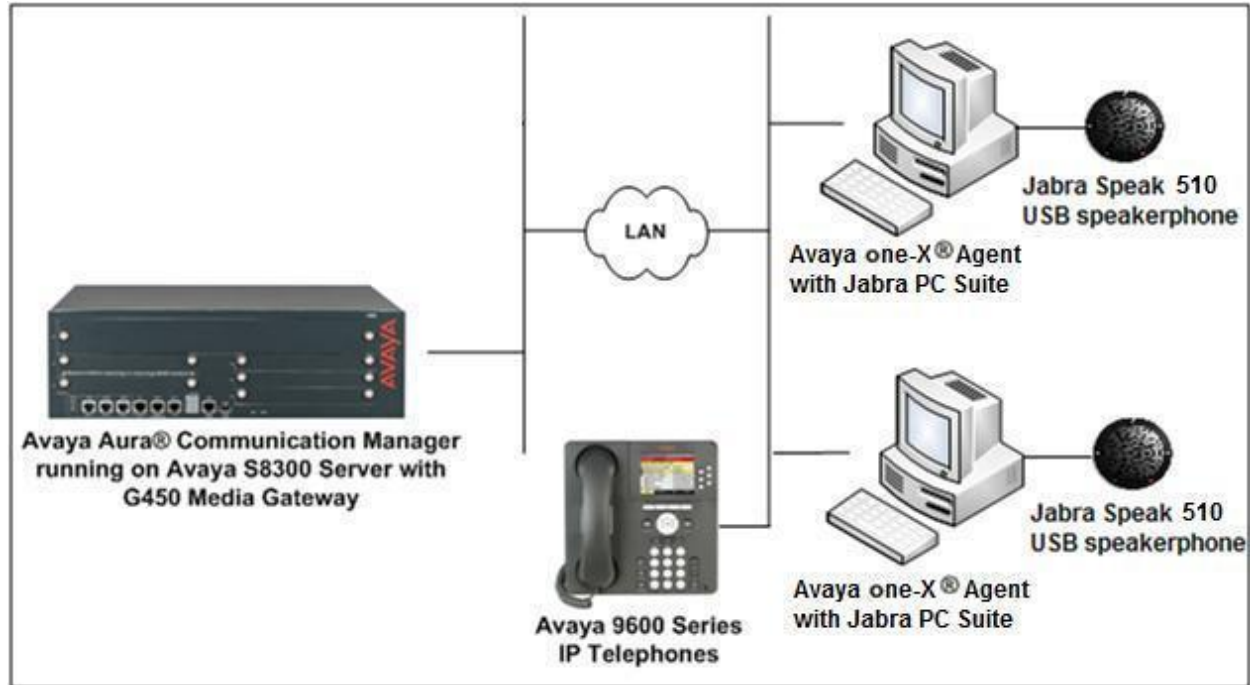 LAN
Jabra Speak 510
USB speakerphone
Avaya one-X® Agent
with Jabra PC Suite
AVAYA
Avaya Aura® Communication Manager
running on Avaya S8300 Server with
G450 Media Gateway
Avaya 9600 Series
IP Telephones
Jabra Speak 510
USB speakerphone
Avaya one-X® Agent
with Jabra PC Suite